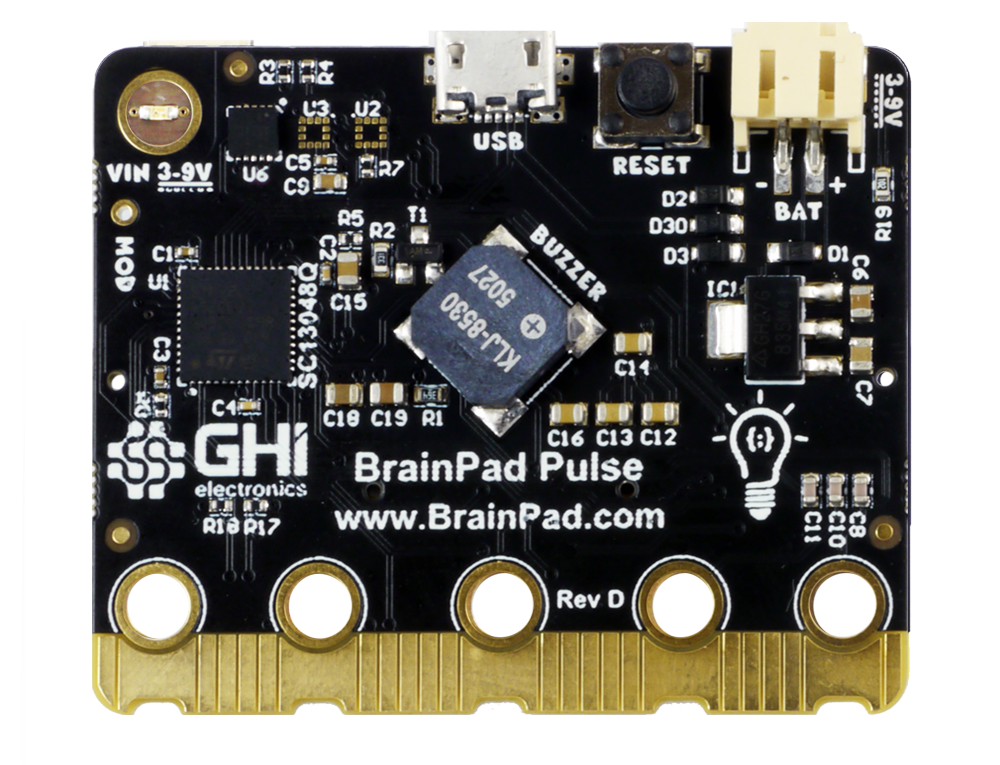 R3
R4
U3
U2
U6
C5
C9
R7
VIN 3-9V
USB
RESET
3-9V
-
+
BAT
R19
D2
D30
D3
D1
MOD
C1
U1
R5
C2
C15
R2
T1
BUZZER
KLJ-8530
5027
SC13048Q
IC1
C6
C7
C14
C3
C4
C18
C19
R1
C16
C13
C12
GHI
electronics
BrainPad Pulse
www.BrainPad.com
R18
R17
{:}
C11
C10
C8
Rev D